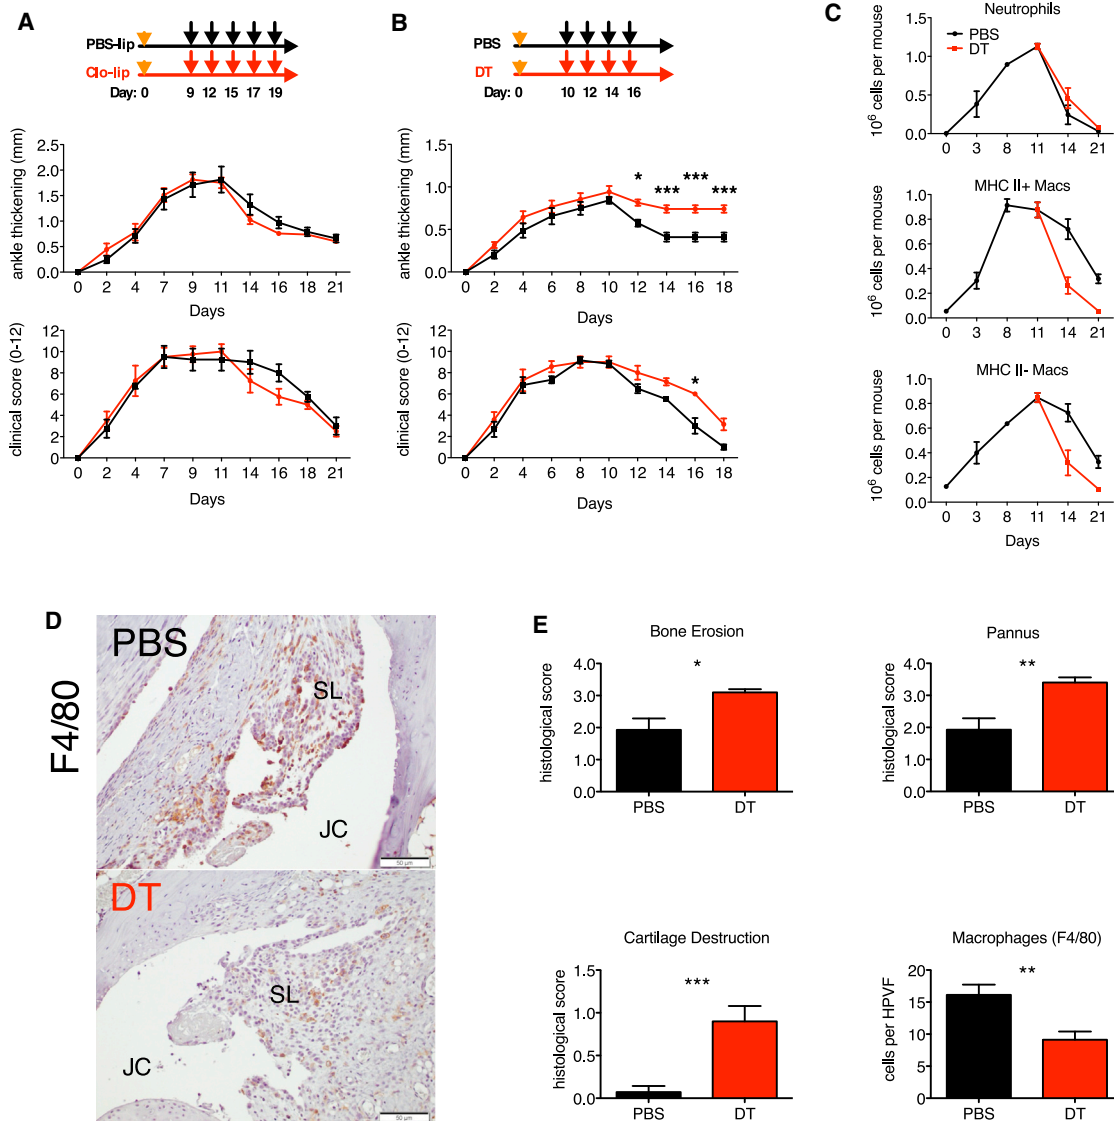 A
PBS-lip
Clo-lip
Day: 0 9 12 15 17 19
ankle thickening (mm)
2.5
2.0
1.5
1.0
0.5
0.0
0 2 4 7 9 11 14 16 18 21
Days
clinical score (0-12)
12
10
8
6
4
2
0
0 2 4 7 9 11 14 16 18 21
Days
B
PBS
DT
Day: 0 10 12 14 16
ankle thickening (mm)
1.5
1.0
0.5
0.0
* *** *** ***
0 2 4 6 8 10 12 14 16 18
Days
clinical score (0-12)
12
10
8
6
4
2
0
*
0 2 4 6 8 10 12 14 16 18
Days
C
Neutrophils
PBS
DT
10⁶ cells per mouse
1.5
1.0
0.5
0.0
0 3 8 11 14 21
MHC II+ Macs
10⁶ cells per mouse
1.0
0.8
0.6
0.4
0.2
0.0
0 3 8 11 14 21
MHC II- Macs
10⁶ cells per mouse
1.0
0.8
0.6
0.4
0.2
0.0
0 3 8 11 14 21
Days
D
F4/80
PBS
SL
JC
50 µm
DT
SL
JC
50 µm
E
Bone Erosion
histological score
4.0
3.0
2.0
1.0
0.0
*
PBS DT
Pannus
histological score
4.0
3.0
2.0
1.0
0.0
**
PBS DT
Cartilage Destruction
histological score
1.5
1.0
0.5
0.0
***
PBS DT
Macrophages (F4/80)
cells per HPVF
20
15
10
5
0
**
PBS DT